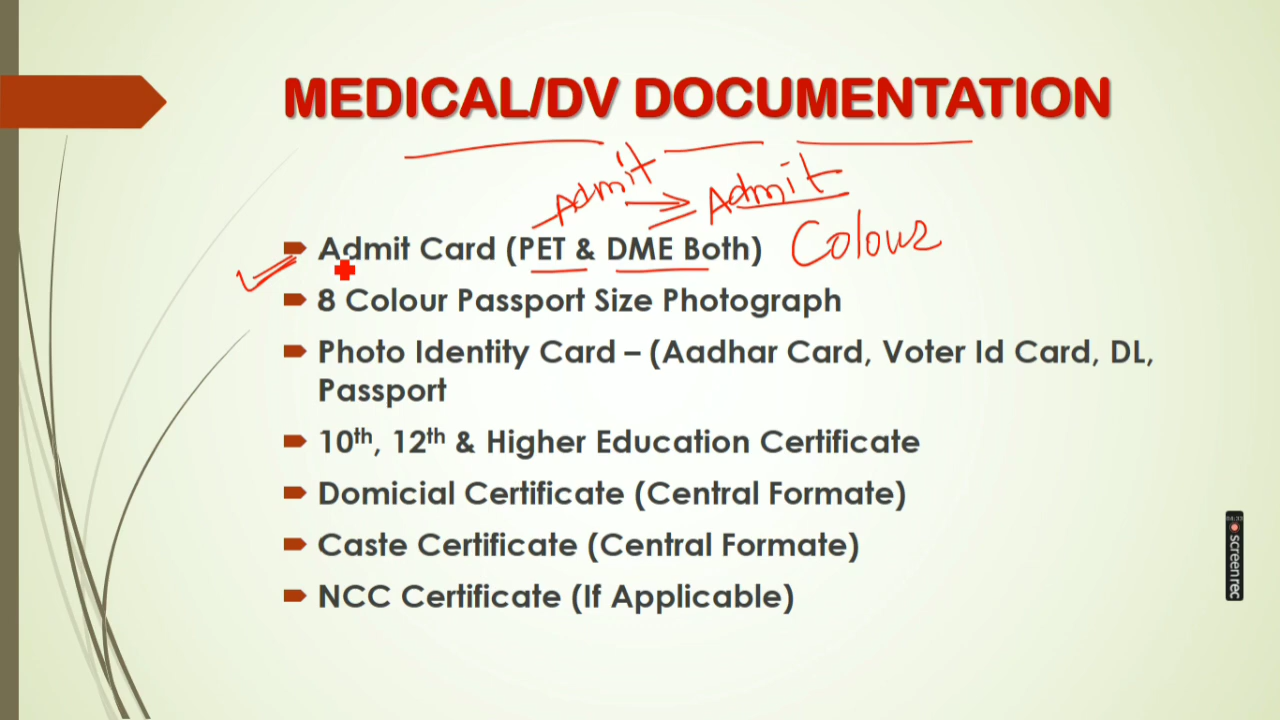 MEDICAL/DV DOCUMENTATION
Admit Admit
Admit Card (PET & DME Both) Colour
8 Colour Passport Size Photograph
Photo Identity Card – (Aadhar Card, Voter Id Card, DL,
Passport
10th, 12th & Higher Education Certificate
Domicial Certificate (Central Formate)
Caste Certificate (Central Formate)
NCC Certificate (If Applicable)
screenrec